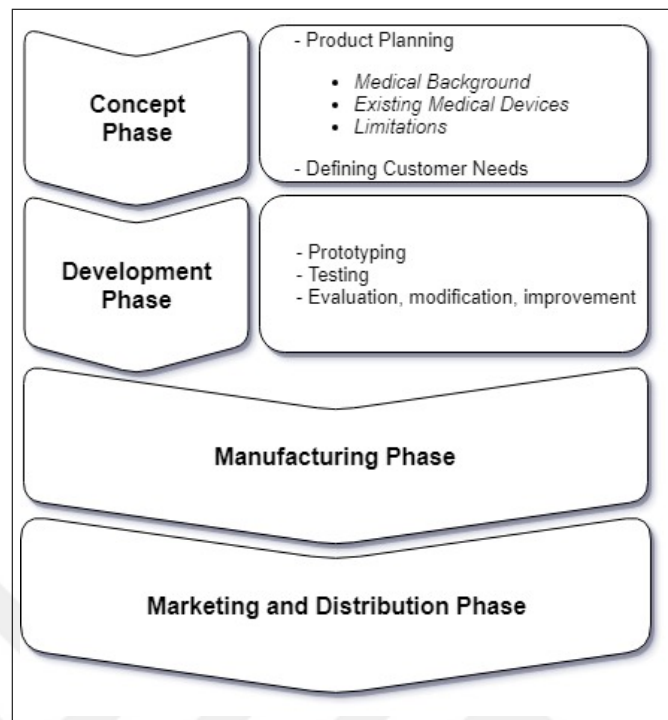 Concept
Phase
- Product Planning
• Medical Background
• Existing Medical Devices
• Limitations
- Defining Customer Needs
Development
Phase
- Prototyping
- Testing
- Evaluation, modification, improvement
Manufacturing Phase
Marketing and Distribution Phase